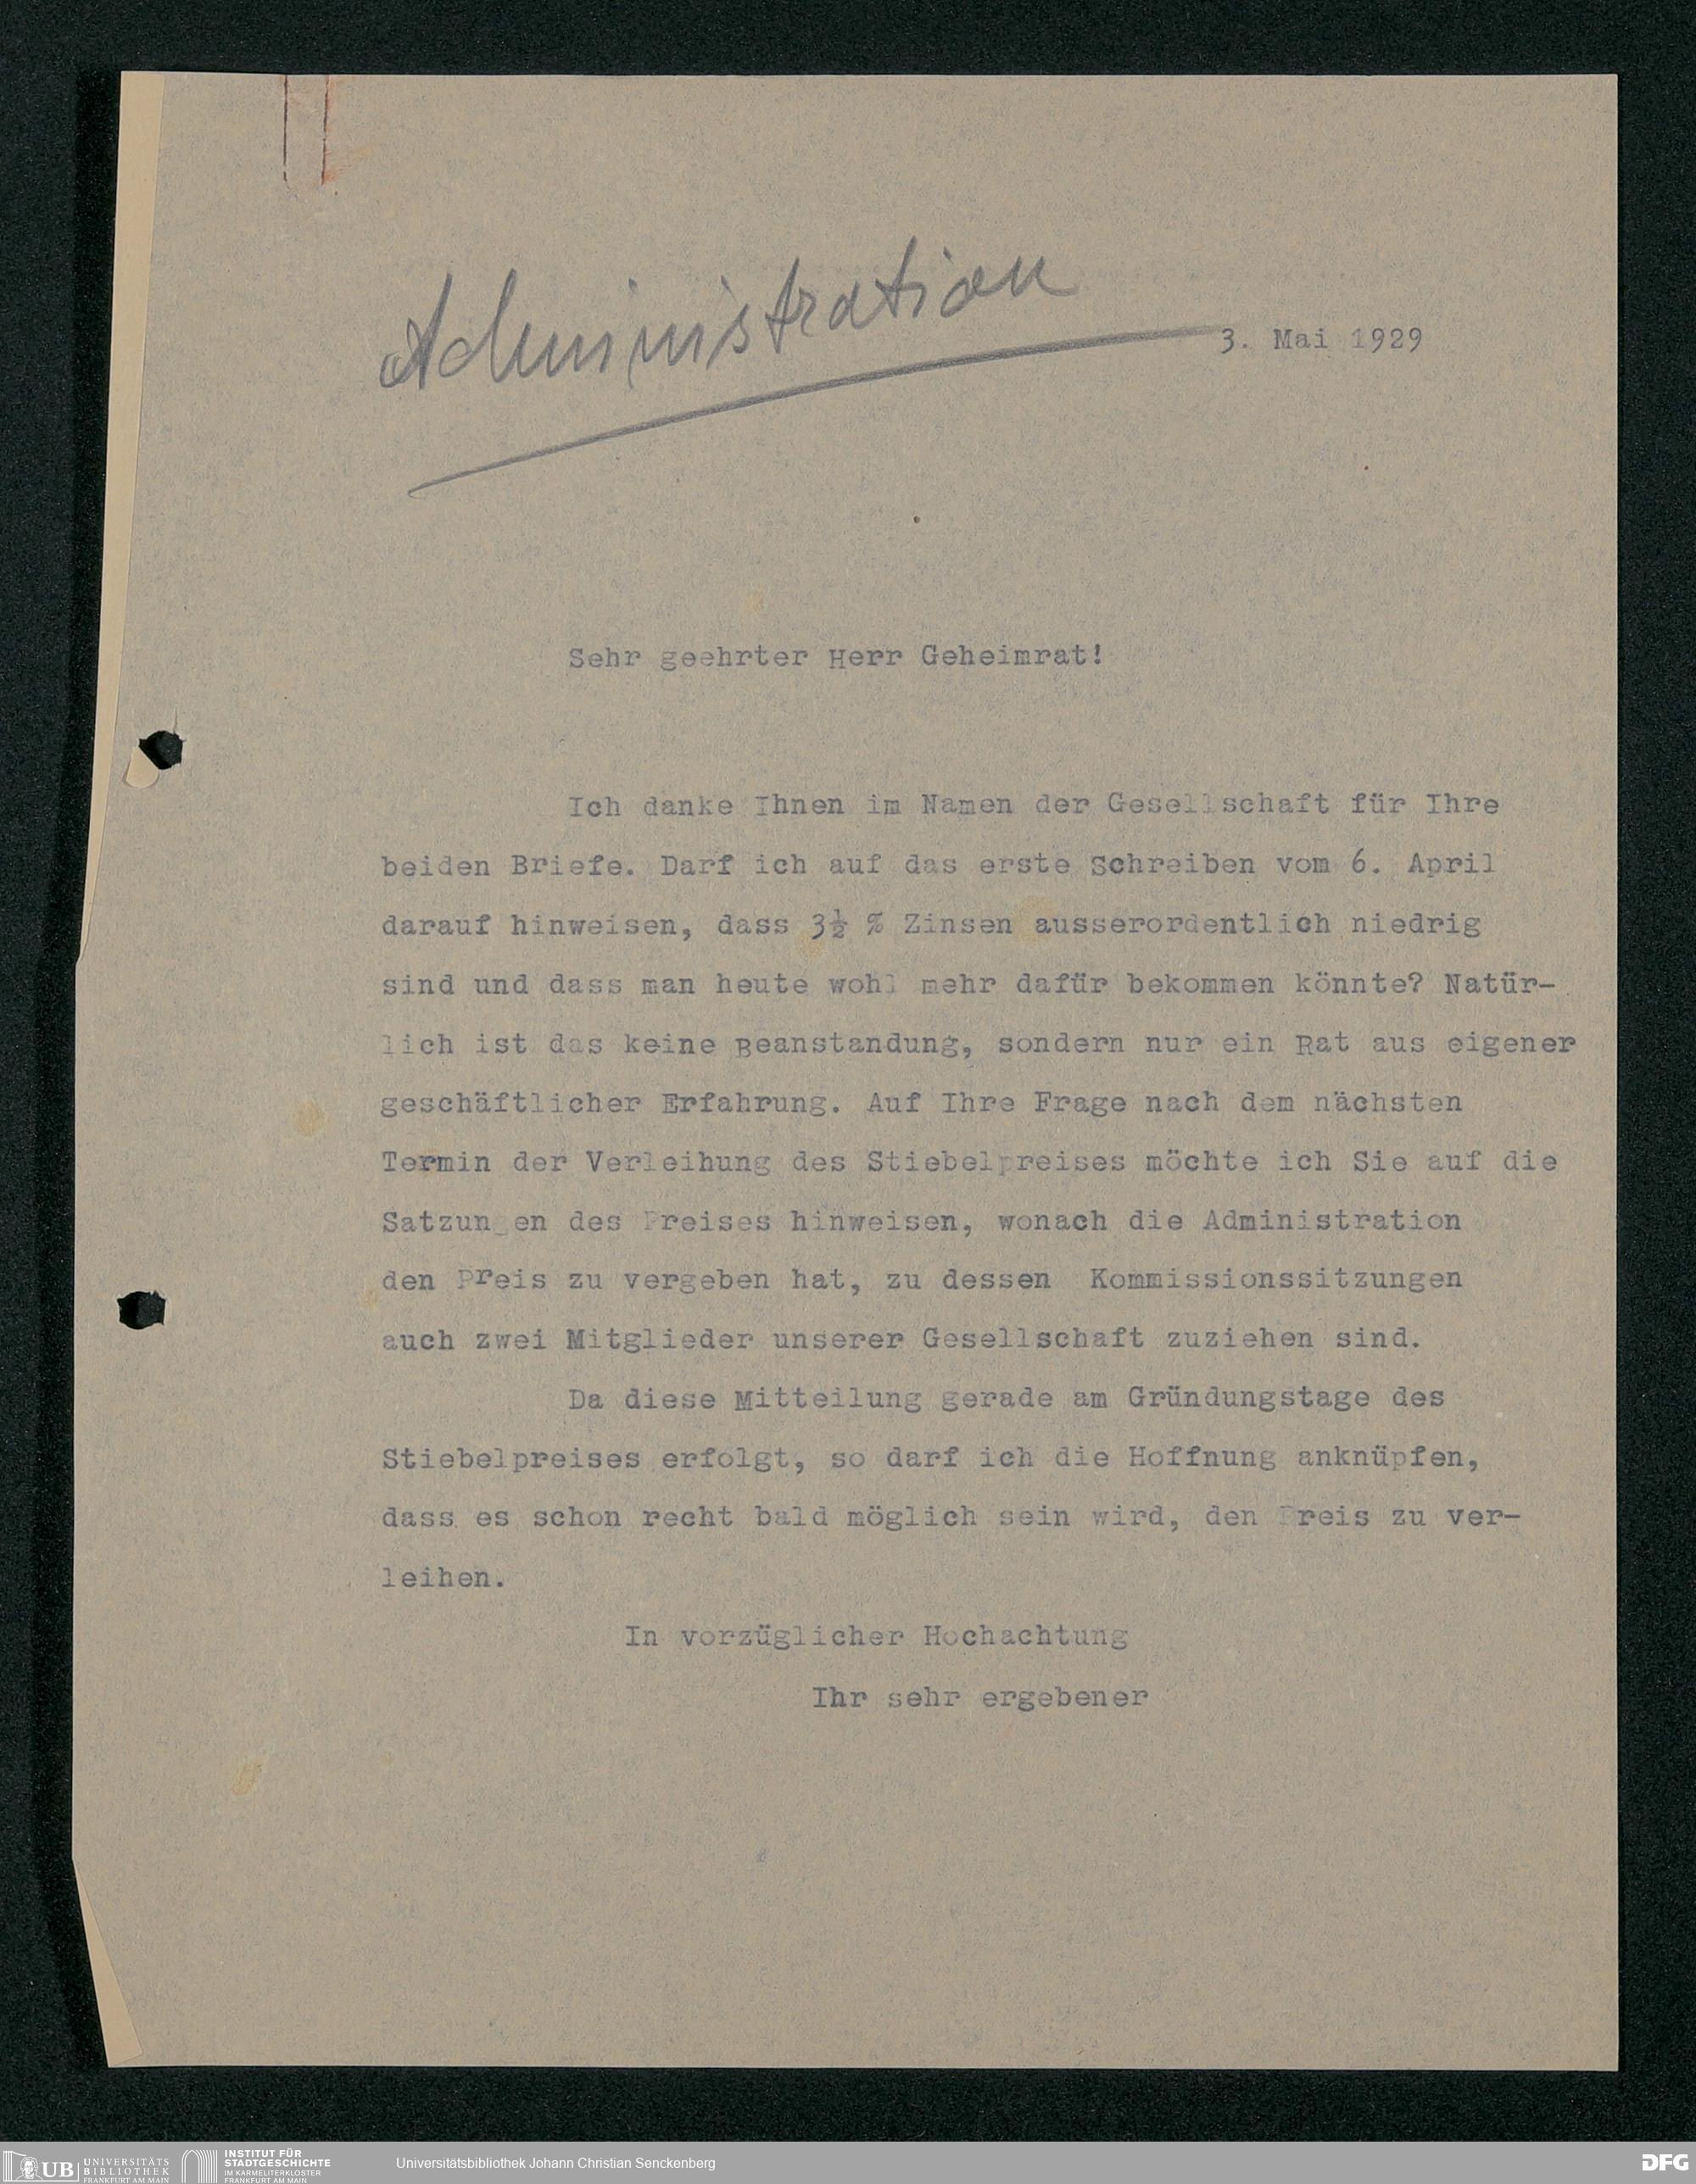 Administration
3. Mai 1929
Sehr geehrter Herr Geheimrat!
Ich danke Ihnen im Namen der Gesellschaft für Ihre
beiden Briefe. Darf ich auf das erste Schreiben vom 6. April
darauf hinweisen, dass 3½ % Zinsen ausserordentlich niedrig
sind und dass man heute wohl mehr dafür bekommen könnte? Natür-
lich ist das keine Beanstandung, sondern nur ein Rat aus eigener
geschäftlicher Erfahrung. Auf Ihre Frage nach dem nächsten
Termin der Verleihung des Stiebelpreises möchte ich Sie auf die
Satzungen des Preises hinweisen, wonach die Administration
den Preis zu vergeben hat, zu dessen Kommissionssitzungen
auch zwei Mitglieder unserer Gesellschaft zuziehen sind.
Da diese Mitteilung gerade am Gründungstage des
Stiebelpreises erfolgt, so darf ich die Hoffnung anknüpfen,
dass es schon recht bald möglich sein wird, den Preis zu ver-
leihen.
In vorzüglicher Hochachtung
Ihr sehr ergebener
UB UNIVERSITÄTS
BIBLIOTHEK
FRANKFURT AM MAIN
INSTITUT FÜR
STADTGESCHICHTE
IM KARMELITERKLOSTER
FRANKFURT AM MAIN
Universitätsbibliothek Johann Christian Senckenberg
DFG